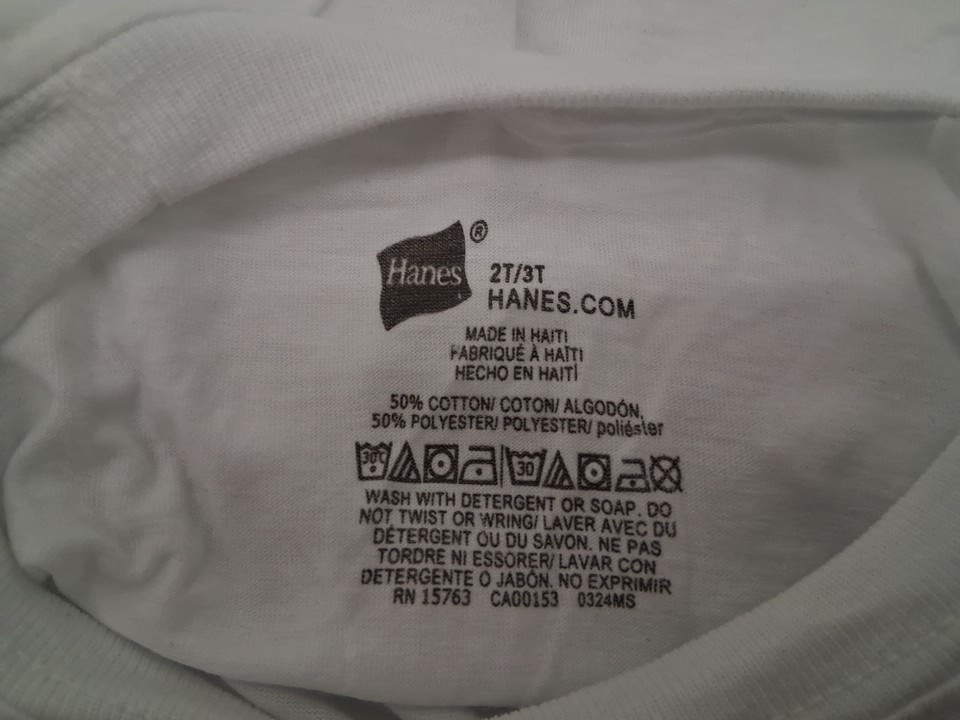 Hanes ®
2T/3T
HANES.COM
MADE IN HAITI
FABRIQUÉ À HAÏTI
HECHO EN HAITÍ
50% COTTON/ COTON/ ALGODÓN,
50% POLYESTER/ POLYESTER/ poliéster
30°C 30
WASH WITH DETERGENT OR SOAP. DO
NOT TWIST OR WRING/ LAVER AVEC DU
DÉTERGENT OU DU SAVON. NE PAS
TORDRE NI ESSORER/ LAVAR CON
DETERGENTE O JABÓN. NO EXPRIMIR
RN 15763 CA00153 0324MS